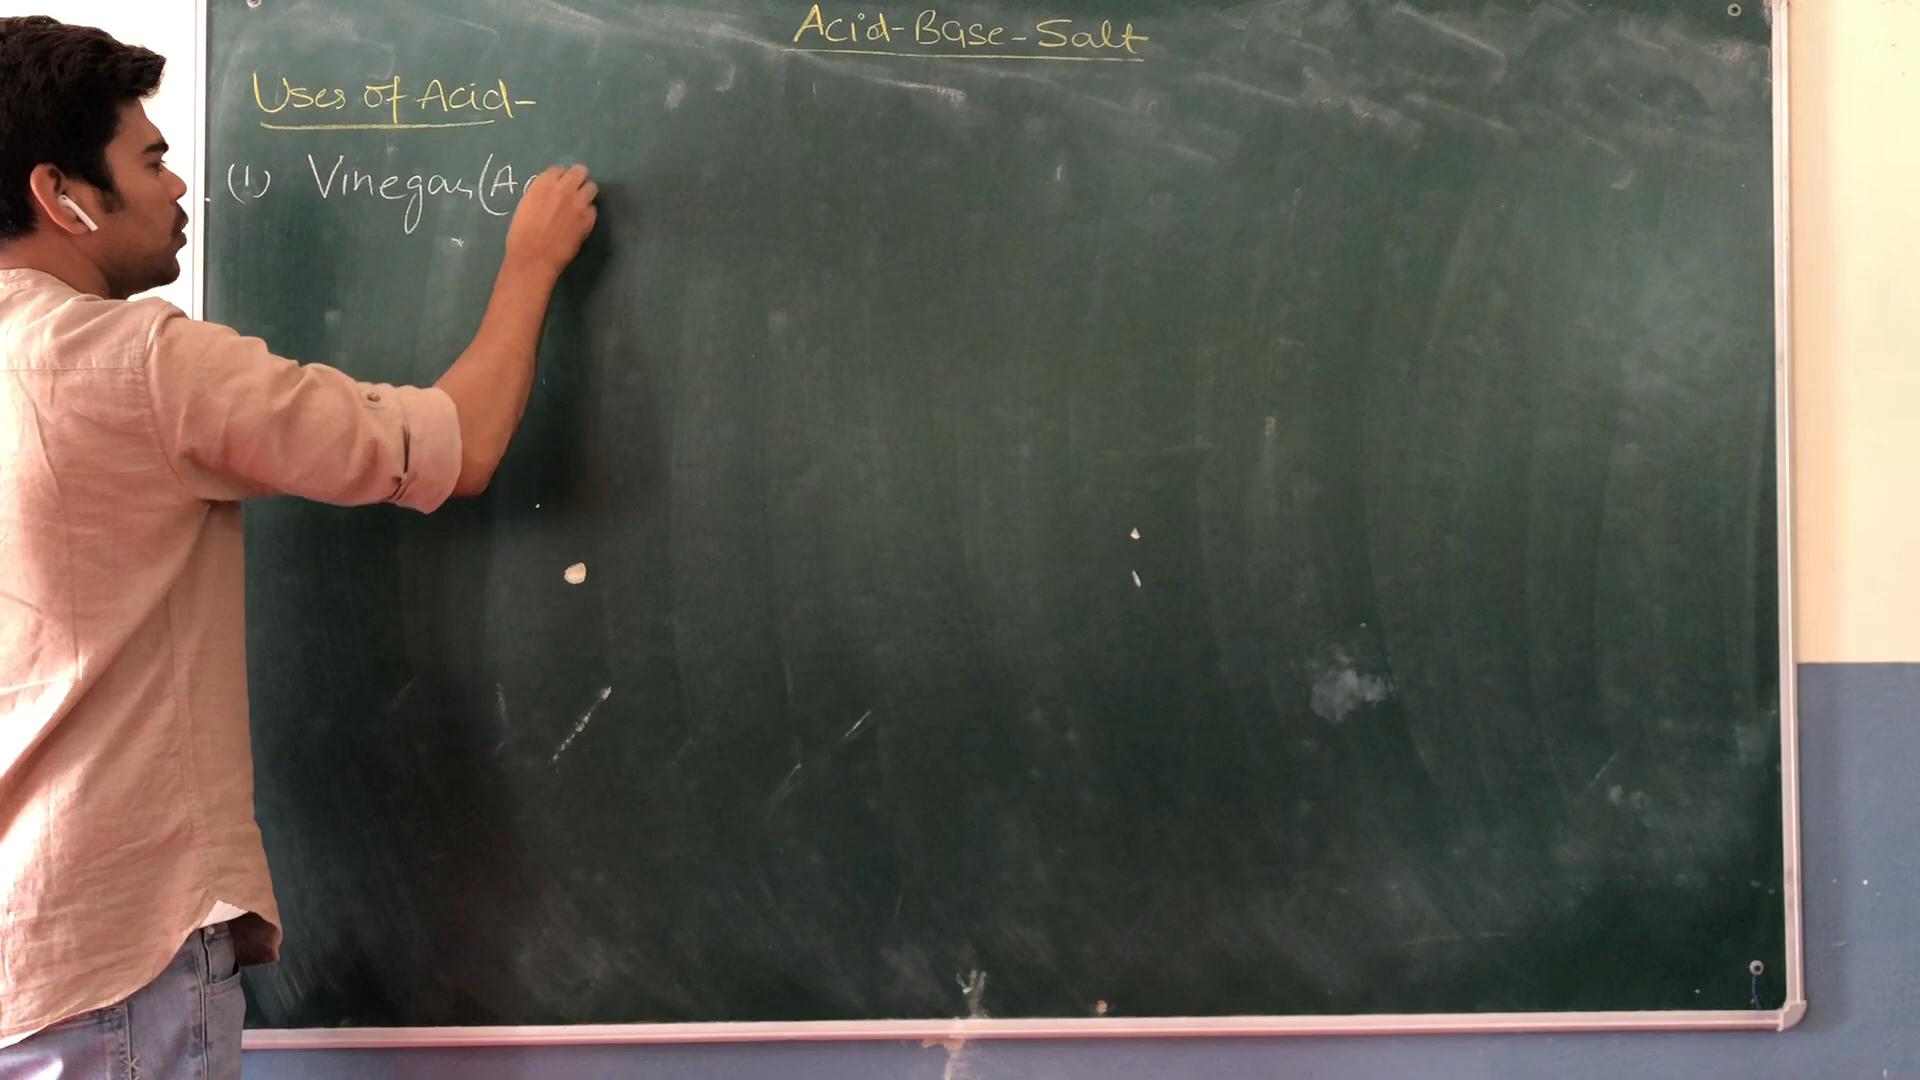 Acid-Base-Salt
Uses of Acid-
(1) Vinegar(A